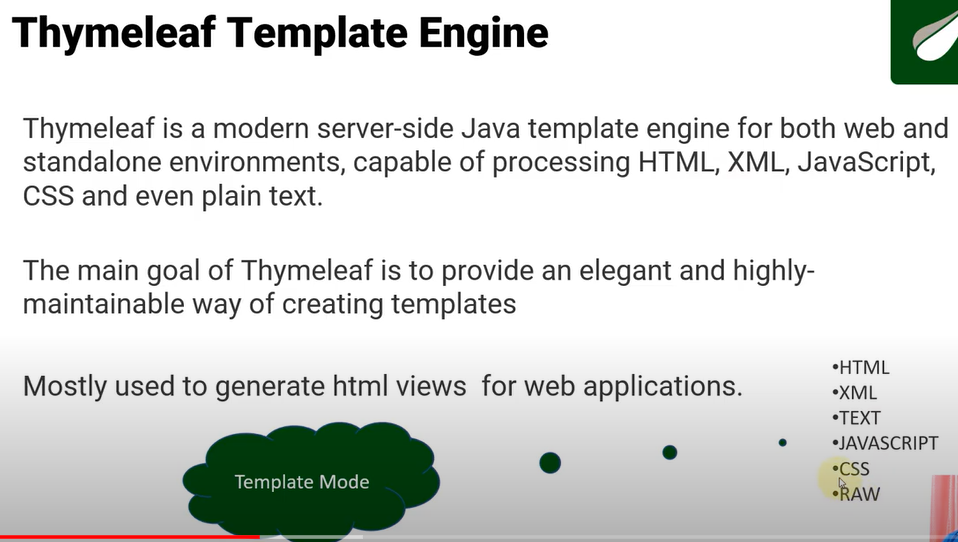 Thymeleaf Template Engine
Thymeleaf is a modern server-side Java template engine for both web and
standalone environments, capable of processing HTML, XML, JavaScript,
CSS and even plain text.
The main goal of Thymeleaf is to provide an elegant and highly-
maintainable way of creating templates
Mostly used to generate html views  for web applications.
Template Mode
•HTML
•XML
•TEXT
•JAVASCRIPT
•CSS
•RAW